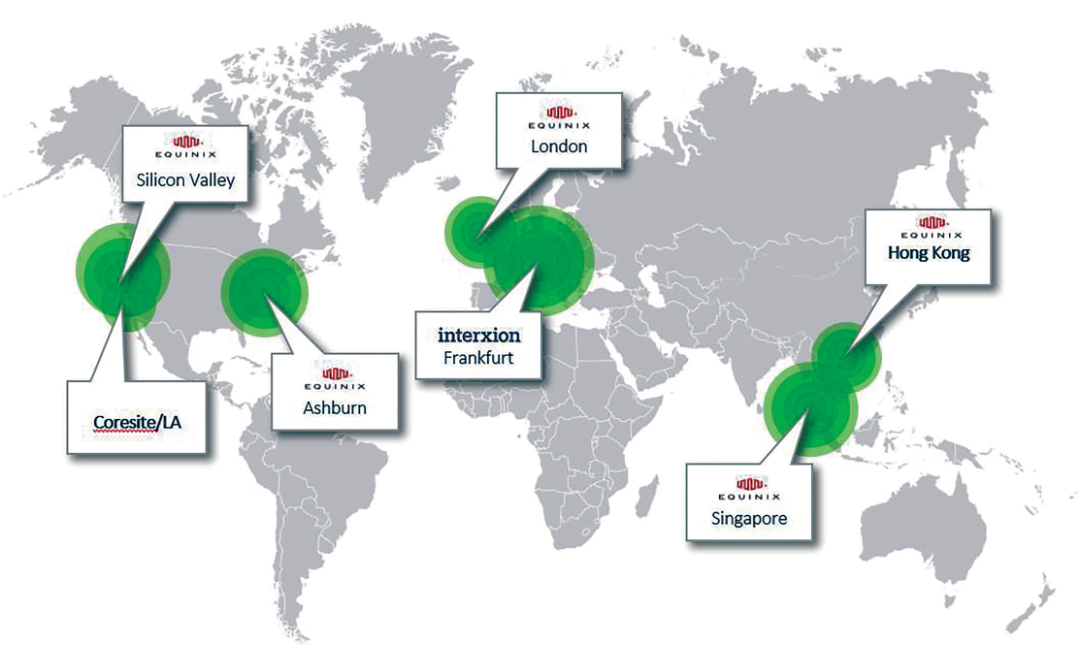 EQUINIX
London
EQUINIX
Silicon Valley
EQUINIX
Hong Kong
interxion
Frankfurt
EQUINIX
Ashburn
Coresite/LA
EQUINIX
Singapore